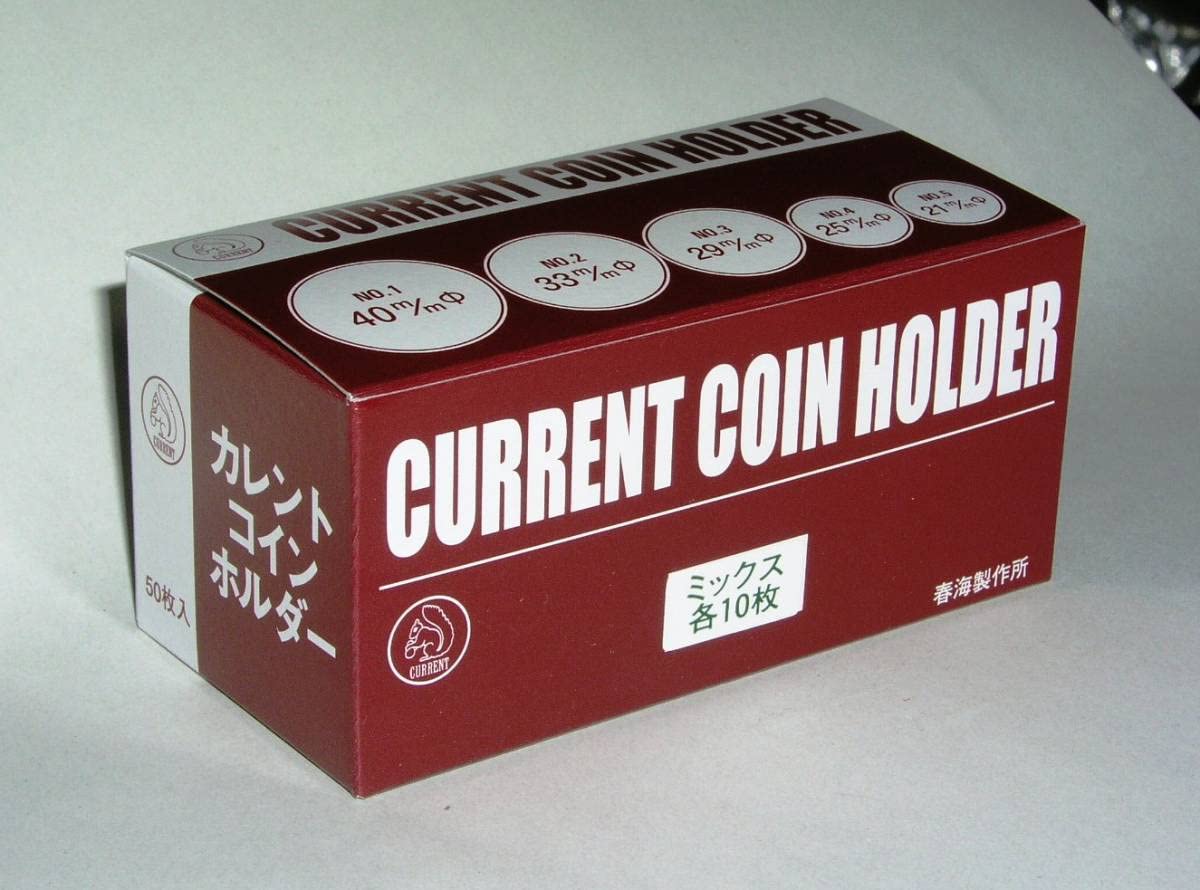 CURRENT COIN HOLDER
CURRENT
NO.1
40m/mΦ
NO.2
33m/mΦ
NO.3
29m/mΦ
NO.4
25m/mΦ
NO.5
21m/mΦ
CURRENT
カレント
コイン
ホルダー
50枚入
CURRENT COIN HOLDER
CURRENT
ミックス
各10枚
春海製作所